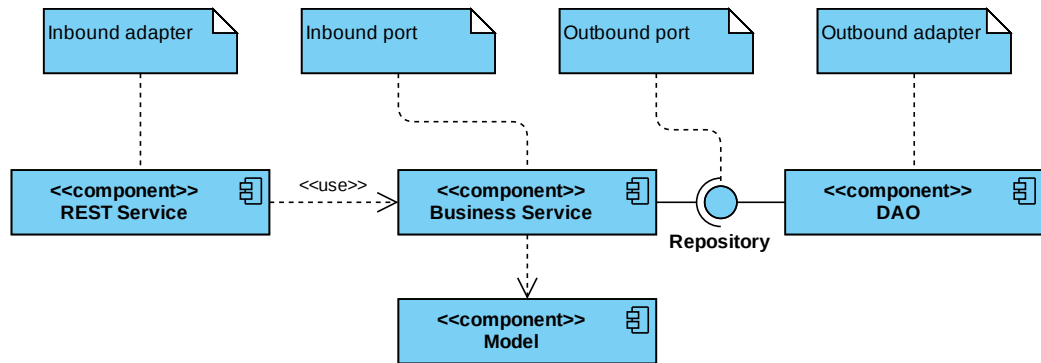 Inbound adapter
Inbound port
Outbound port
Outbound adapter
<<component>>
REST Service
<<use>>
<<component>>
Business Service
Repository
<<component>>
DAO
<<component>>
Model